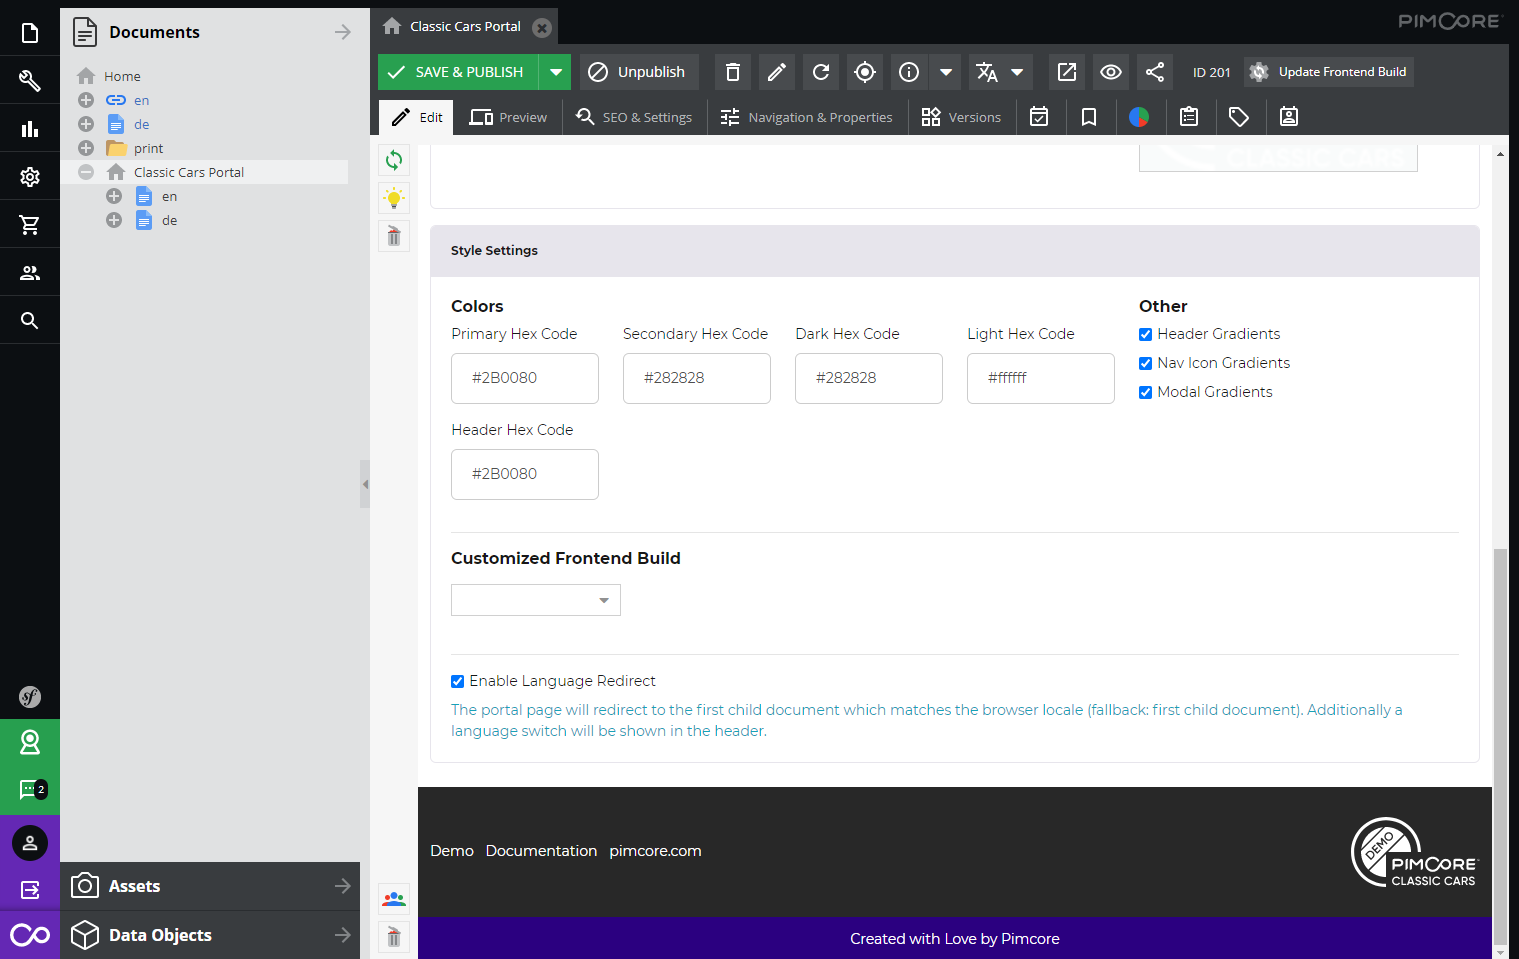 Documents
Home
en
de
print
Classic Cars Portal
en
de
Assets
Data Objects
2
Classic Cars Portal
PIMCORE
SAVE & PUBLISH
Unpublish
ID 201
Update Frontend Build
Edit
Preview
SEO & Settings
Navigation & Properties
Versions
CLASSIC CARS
Style Settings
Colors
Other
Primary Hex Code Secondary Hex Code Dark Hex Code Light Hex Code
Header Gradients
#2B0080 #282828 #282828 #ffffff
Nav Icon Gradients
Modal Gradients
Header Hex Code
#2B0080
Customized Frontend Build
Enable Language Redirect
The portal page will redirect to the first child document which matches the browser locale (fallback: first child document). Additionally a
language switch will be shown in the header.
Demo Documentation pimcore.com
DEMO
PIMCORE
CLASSIC CARS
Created with Love by Pimcore